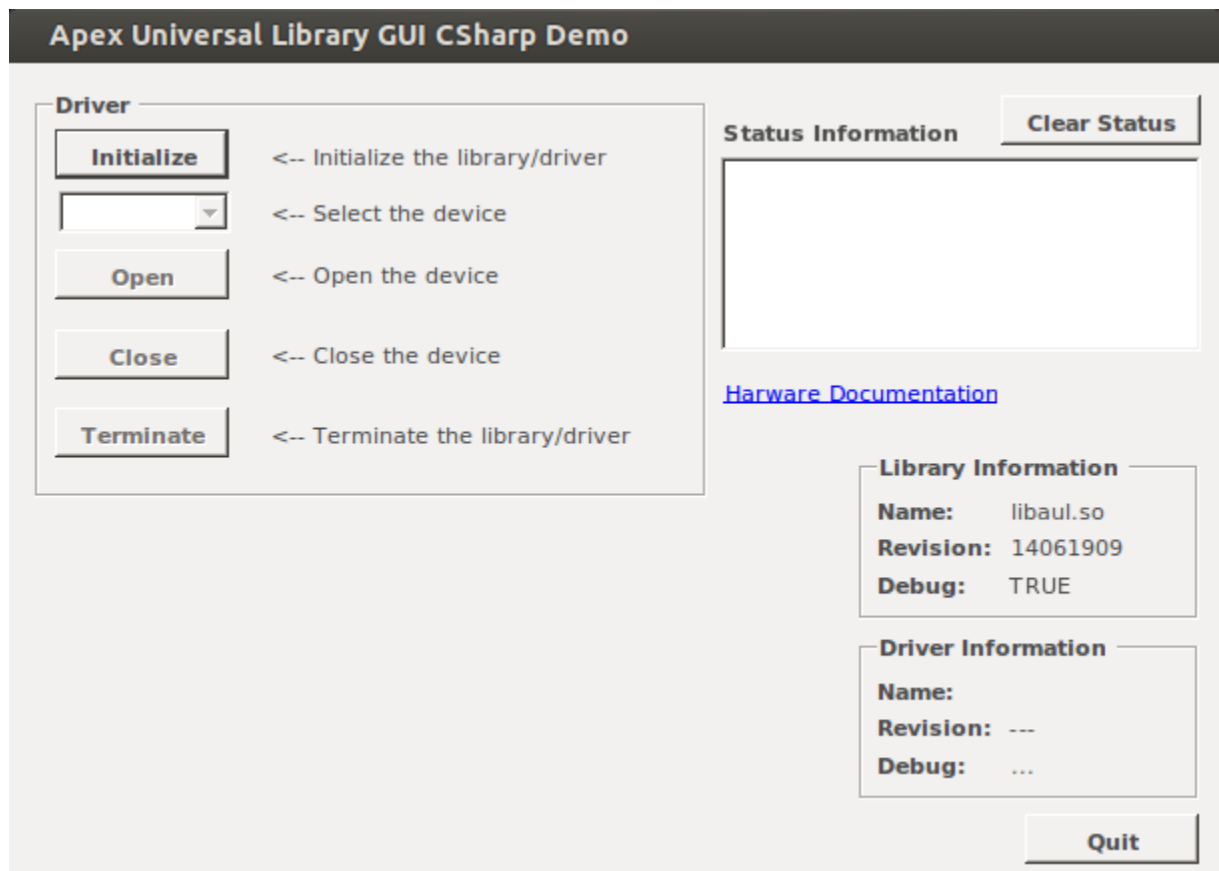 Apex Universal Library GUI CSharp Demo
Driver
Initialize <-- Initialize the library/driver
<-- Select the device
Open <-- Open the device
Close <-- Close the device
Terminate <-- Terminate the library/driver
Status Information Clear Status
Harware Documentation
Library Information
Name: libaul.so
Revision: 14061909
Debug: TRUE
Driver Information
Name:
Revision: ---
Debug: ...
Quit